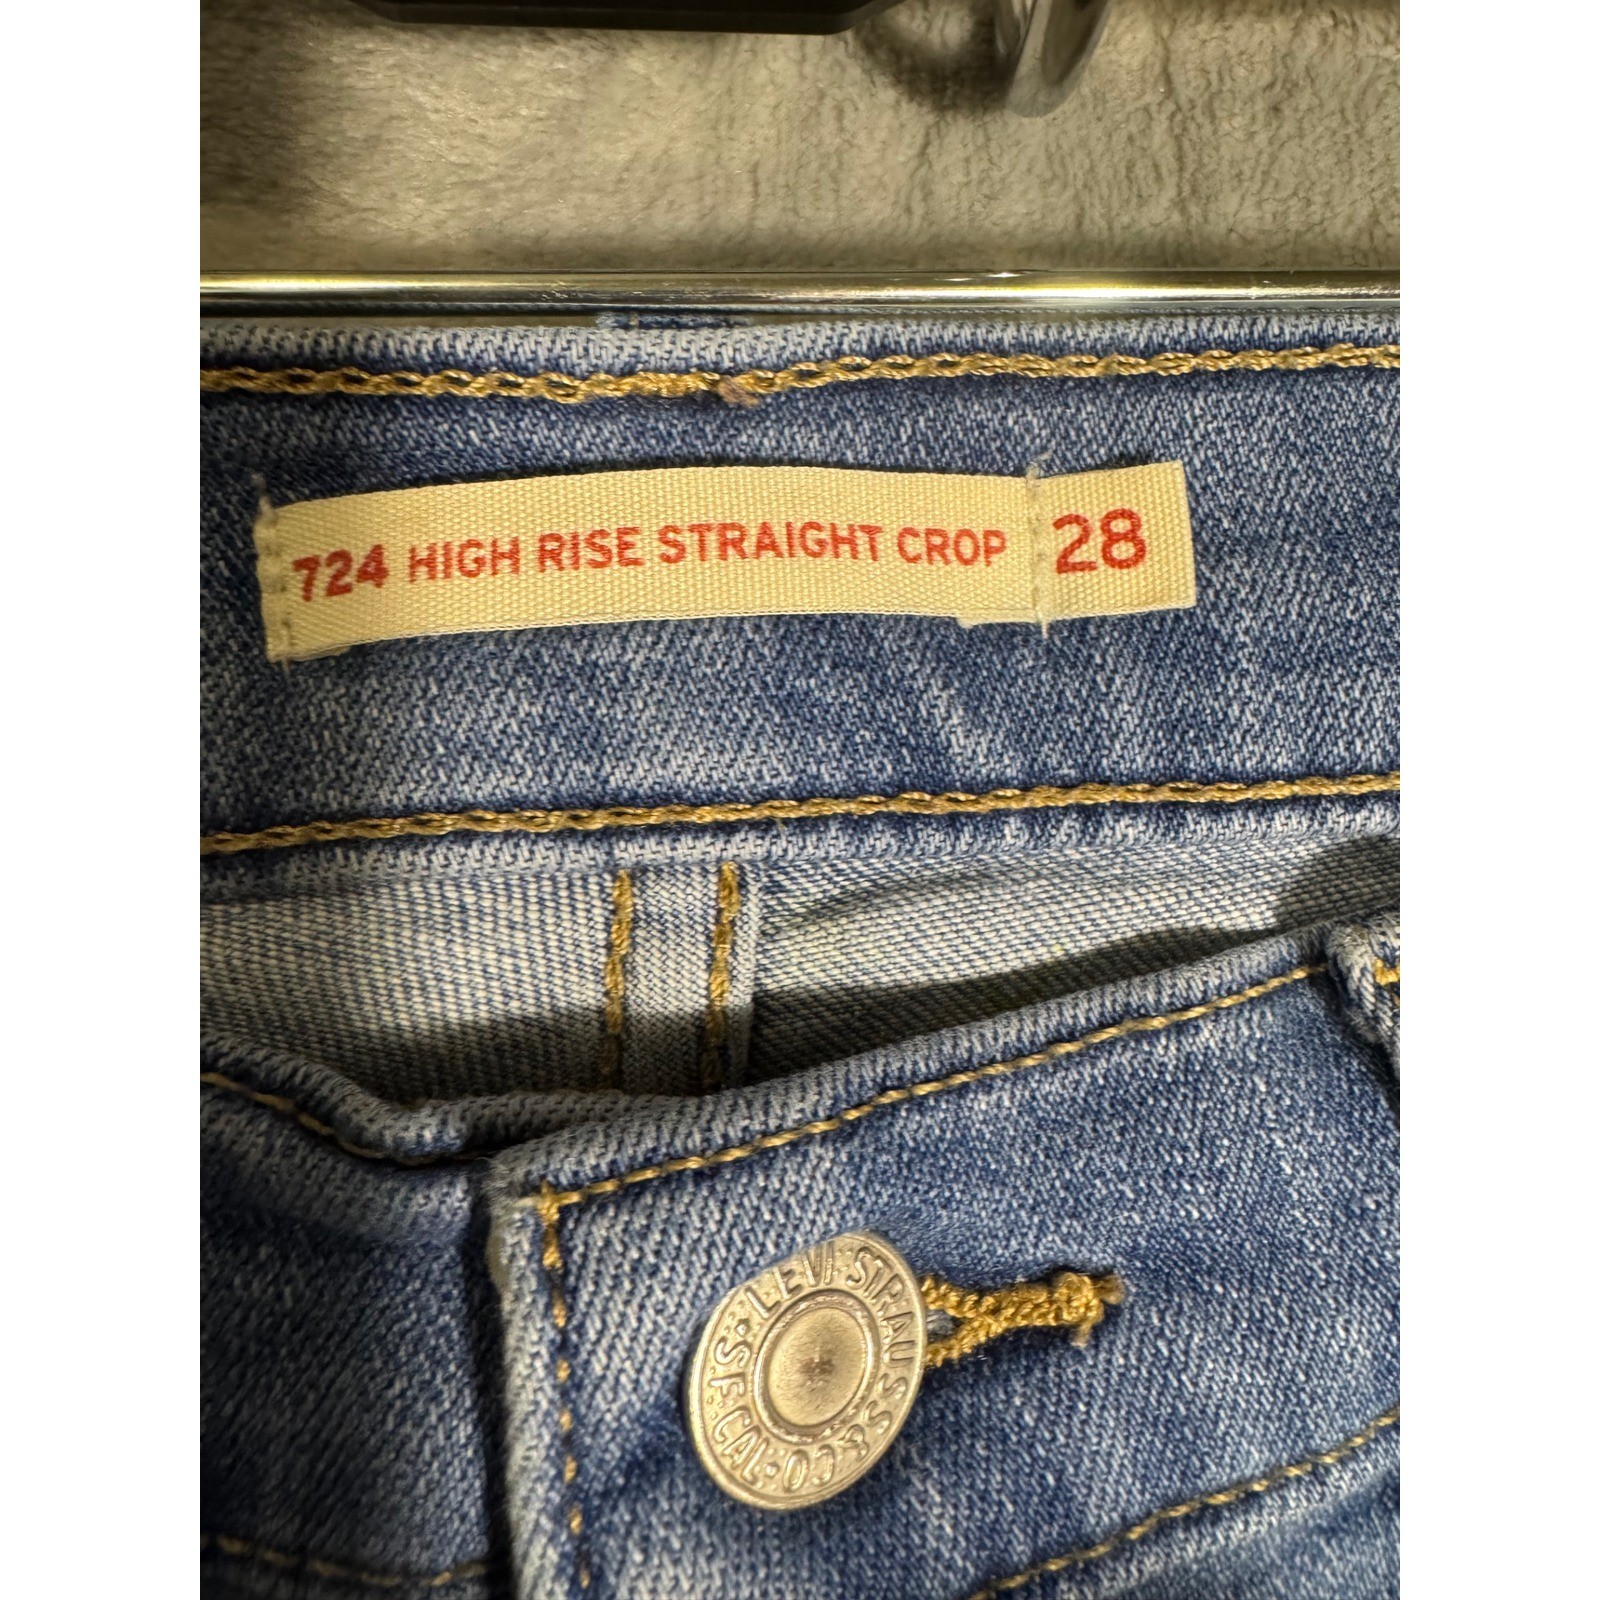 724 HIGH RISE STRAIGHT CROP 28
LEVI STRAUSS & CO
S.F. CAL.